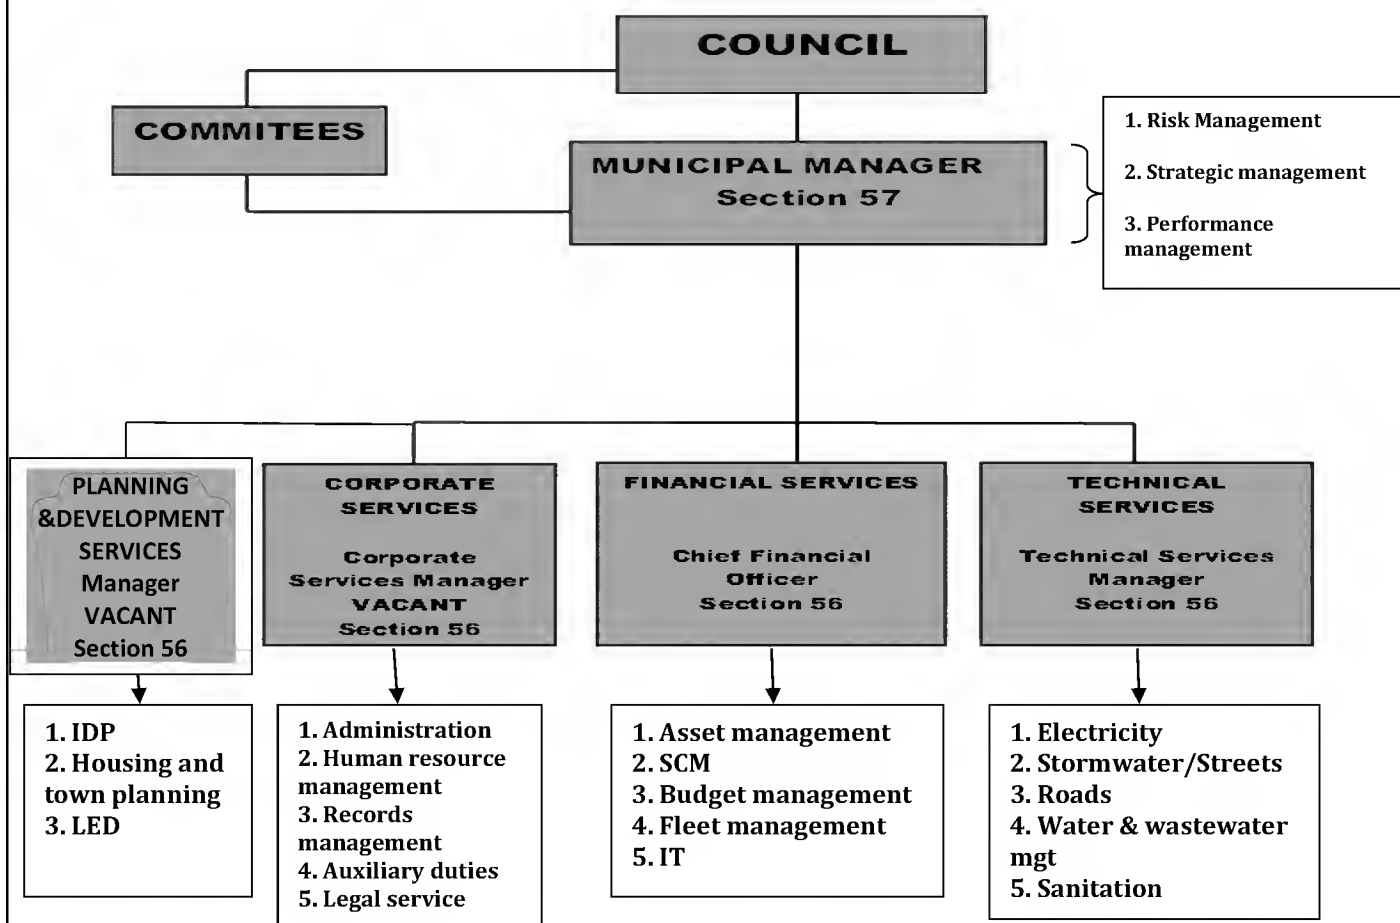 COUNCIL
COMMITEES
MUNICIPAL MANAGER
Section 57
1. Risk Management
2. Strategic management
3. Performance
management
PLANNING
&DEVELOPMENT
SERVICES
Manager
VACANT
Section 56
CORPORATE
SERVICES
Corporate
Services Manager
VACANT
Section 56
FINANCIAL SERVICES
Chief Financial
Officer
Section 56
TECHNICAL
SERVICES
Technical Services
Manager
Section 56
1. IDP
2. Housing and
town planning
3. LED
1. Administration
2. Human resource
management
3. Records
management
4. Auxiliary duties
5. Legal service
1. Asset management
2. SCM
3. Budget management
4. Fleet management
5. IT
1. Electricity
2. Stormwater/Streets
3. Roads
4. Water & wastewater
mgt
5. Sanitation